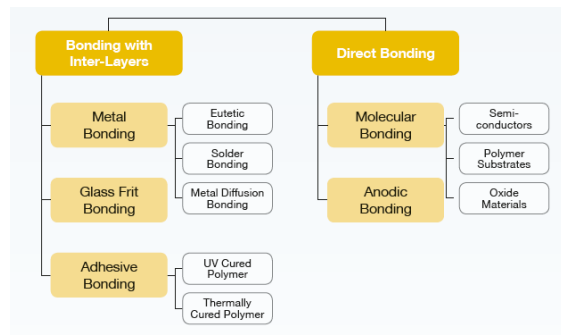 Bonding with
Inter-Layers
Direct Bonding
Metal
Bonding
Eutetic
Bonding
Solder
Bonding
Metal Diffusion
Bonding
Glass Frit
Bonding
Adhesive
Bonding
UV Cured
Polymer
Thermally
Cured Polymer
Molecular
Bonding
Semi-
conductors
Polymer
Substrates
Oxide
Materials
Anodic
Bonding